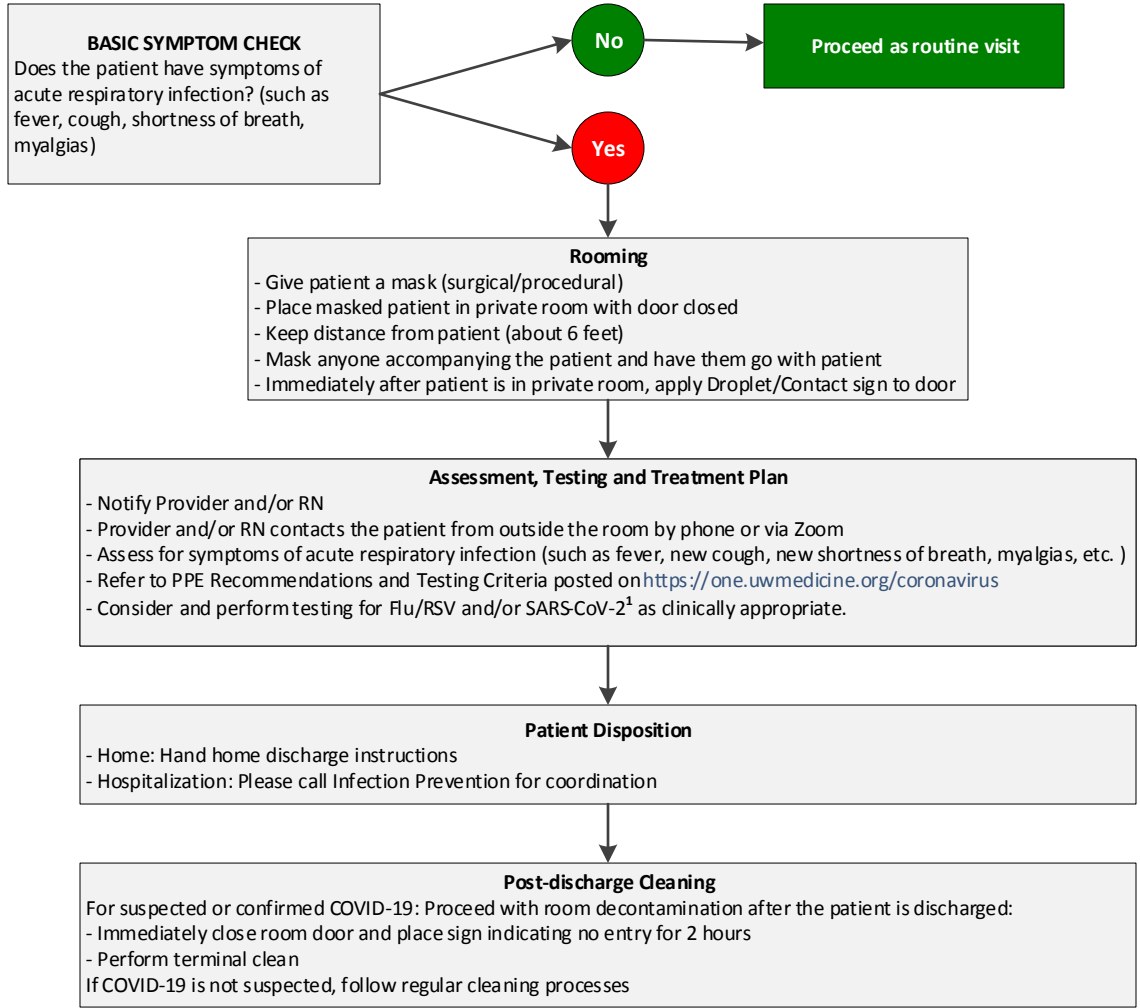 BASIC SYMPTOM CHECK
Does the patient have symptoms of
acute respiratory infection? (such as
fever, cough, shortness of breath,
myalgias)
No
Proceed as routine visit
Yes
Rooming
- Give patient a mask (surgical/procedural)
- Place masked patient in private room with door closed
- Keep distance from patient (about 6 feet)
- Mask anyone accompanying the patient and have them go with patient
- Immediately after patient is in private room, apply Droplet/Contact sign to door
Assessment, Testing and Treatment Plan
- Notify Provider and/or RN
- Provider and/or RN contacts the patient from outside the room by phone or via Zoom
- Assess for symptoms of acute respiratory infection (such as fever, new cough, new shortness of breath, myalgias, etc. )
- Refer to PPE Recommendations and Testing Criteria posted on https://one.uwmedicine.org/coronavirus
- Consider and perform testing for Flu/RSV and/or SARS-CoV-2¹ as clinically appropriate.
Patient Disposition
- Home: Hand home discharge instructions
- Hospitalization: Please call Infection Prevention for coordination
Post-discharge Cleaning
For suspected or confirmed COVID-19: Proceed with room decontamination after the patient is discharged:
- Immediately close room door and place sign indicating no entry for 2 hours
- Perform terminal clean
If COVID-19 is not suspected, follow regular cleaning processes